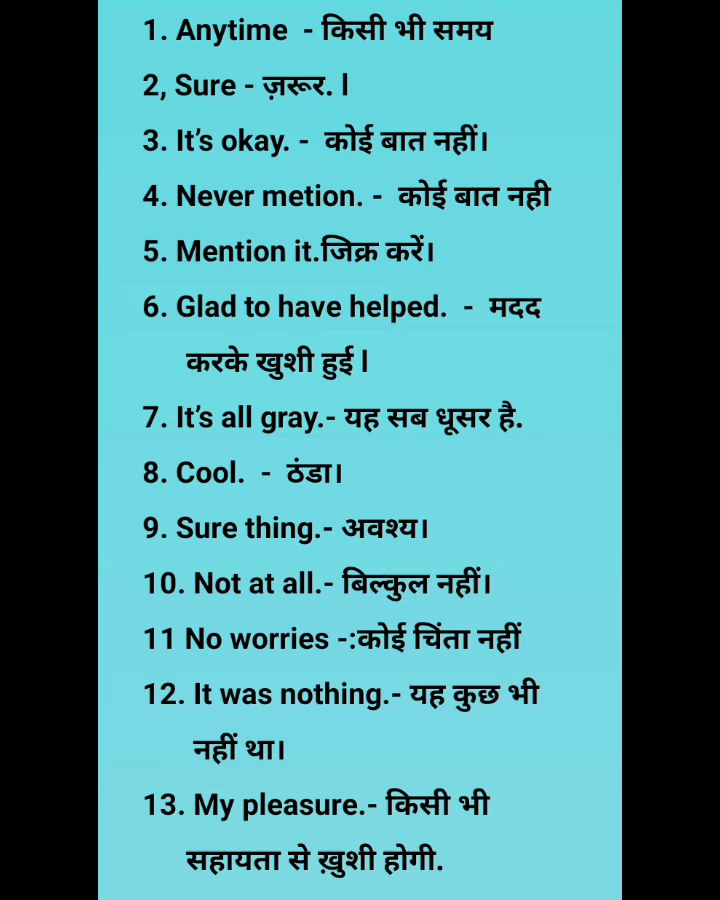 1. Anytime - किसी भी समय
2, Sure - ज़रूर. l
3. It’s okay. - कोई बात नहीं।
4. Never metion. - कोई बात नही
5. Mention it.जिक्र करें।
6. Glad to have helped. - मदद
करके खुशी हुई l
7. It’s all gray.- यह सब धूसर है.
8. Cool. - ठंडा।
9. Sure thing.- अवश्य।
10. Not at all.- बिल्कुल नहीं।
11 No worries -:कोई चिंता नहीं
12. It was nothing.- यह कुछ भी
नहीं था।
13. My pleasure.- किसी भी
सहायता से ख़ुशी होगी.